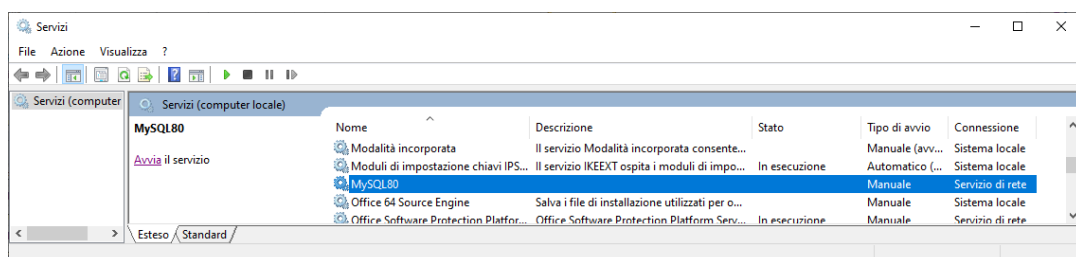 Servizi
File Azione Visualizza ?
Servizi (computer
Servizi (computer locale)
MySQL80
Avvia il servizio
Nome Descrizione Stato Tipo di avvio Connessione
Modalità incorporata Il servizio Modalità incorporata consente... Manuale (avv... Sistema locale
Moduli di impostazione chiavi IPS... Il servizio IKEEXT ospita i moduli di impo... In esecuzione Automatico (... Sistema locale
MySQL80 Manuale Servizio di rete
Office 64 Source Engine Salva i file di installazione utilizzati per o... Manuale Sistema locale
Office Software Protection Platfor... Office Software Protection Platform Serv... In esecuzione Manuale Servizio di rete
Esteso Standard